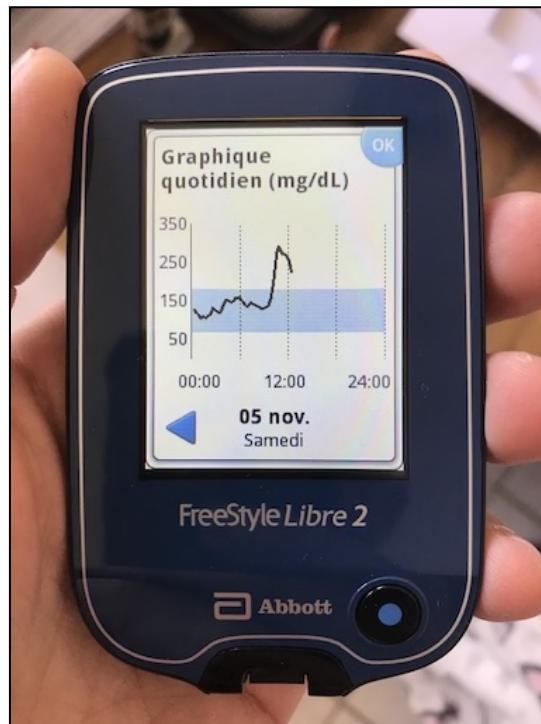 OK
Graphique
quotidien (mg/dL)
350
250
150
50
00:00 12:00 24:00
05 nov.
Samedi
FreeStyle Libre 2
Abbott